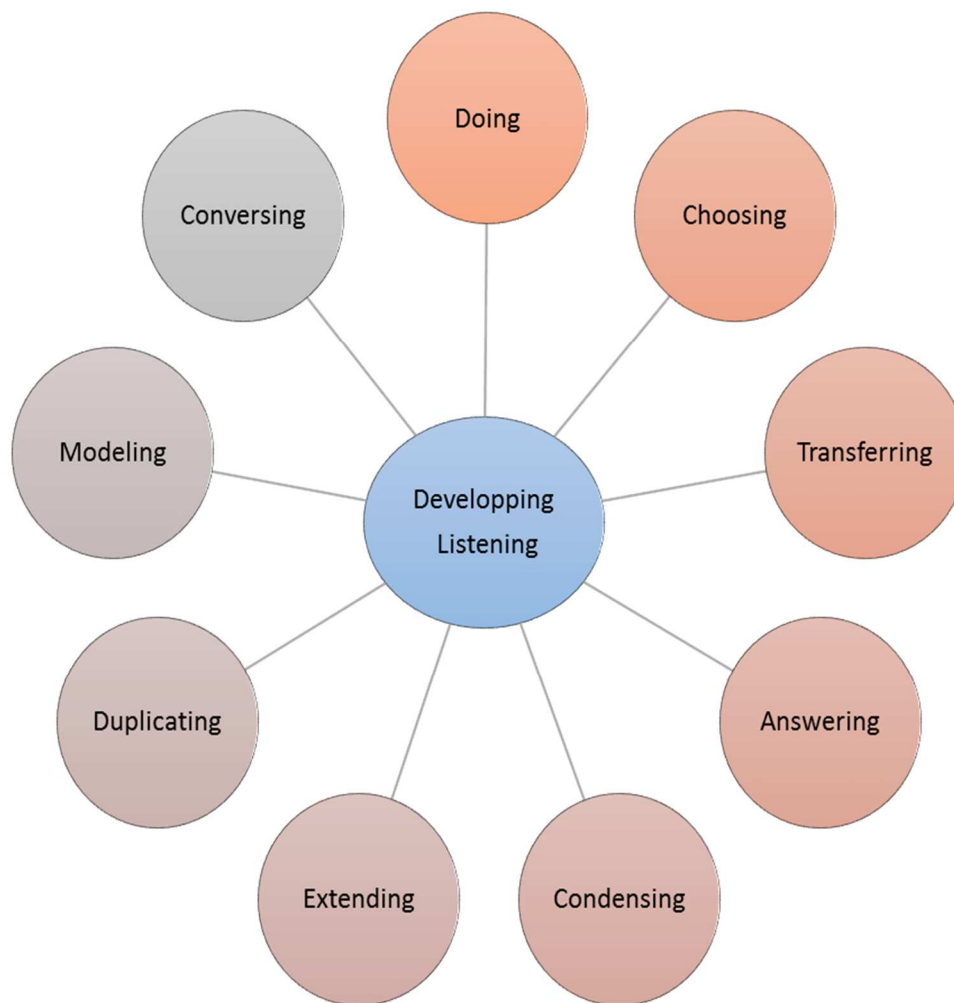 Doing
Choosing
Transferring
Answering
Condensing
Extending
Duplicating
Modeling
Conversing
Developping
Listening